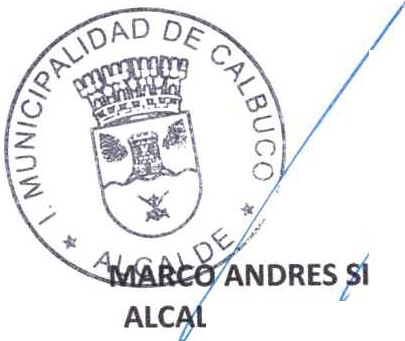 I. MUNICIPALIDAD DE CALBUCO
* ALCALDE *
MARCO ANDRES SI
ALCAL